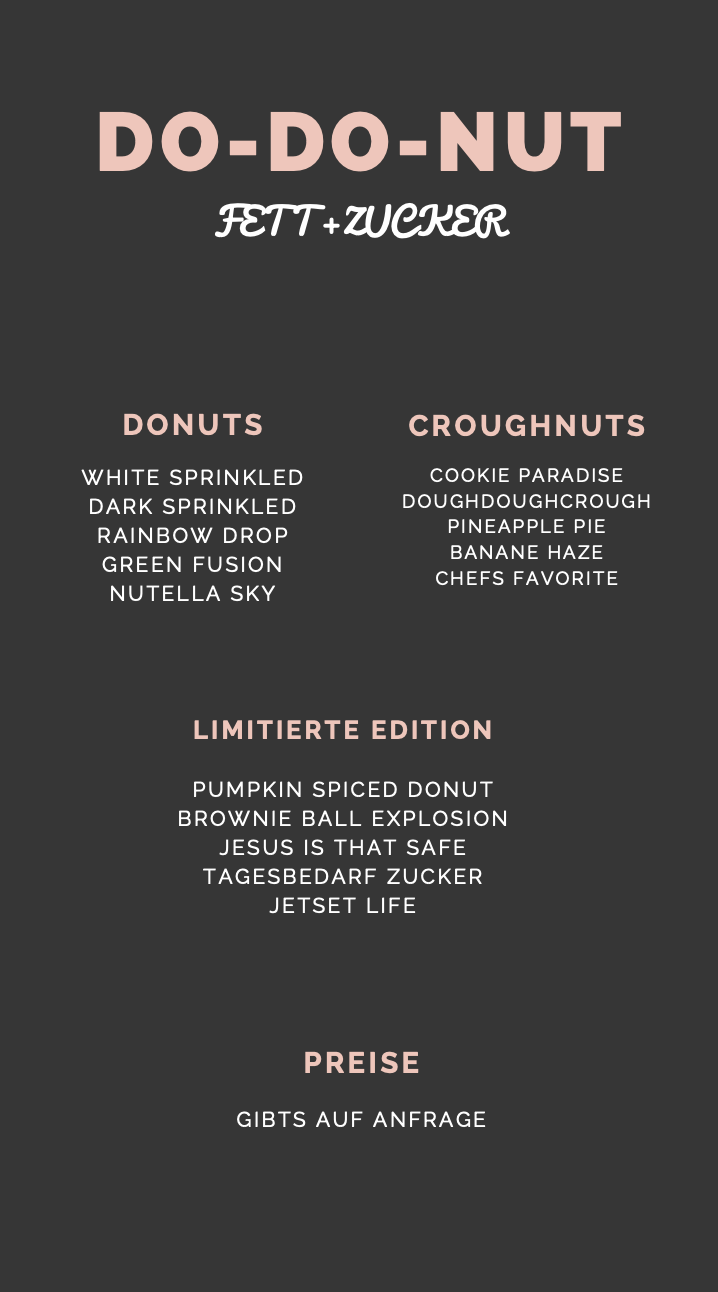 DO-DO-NUT
FETT+ZUCKER
DONUTS
WHITE SPRINKLED
DARK SPRINKLED
RAINBOW DROP
GREEN FUSION
NUTELLA SKY
CROUGHNUTS
COOKIE PARADISE
DOUGHDOUGHCROUGH
PINEAPPLE PIE
BANANE HAZE
CHEFS FAVORITE
LIMITIERTE EDITION
PUMPKIN SPICED DONUT
BROWNIE BALL EXPLOSION
JESUS IS THAT SAFE
TAGESBEDARF ZUCKER
JETSET LIFE
PREISE
GIBTS AUF ANFRAGE